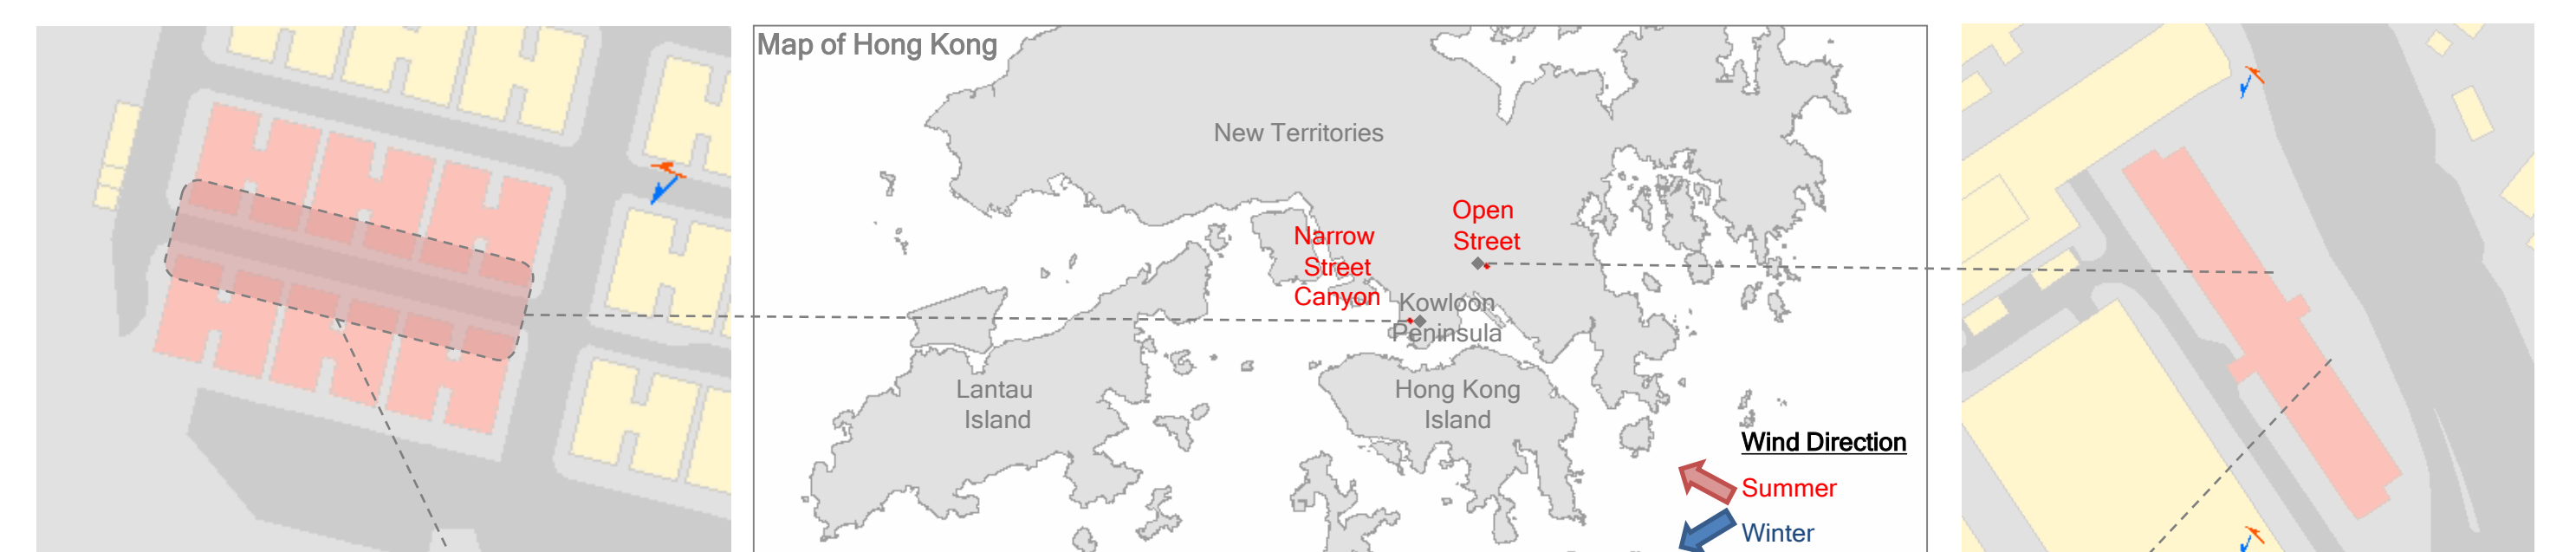 Map of Hong Kong
New Territories
Open
Street
Narrow
Street
Canyon
Kowloon
Peninsula
Lantau
Island
Hong Kong
Island
Wind Direction
Summer
Winter